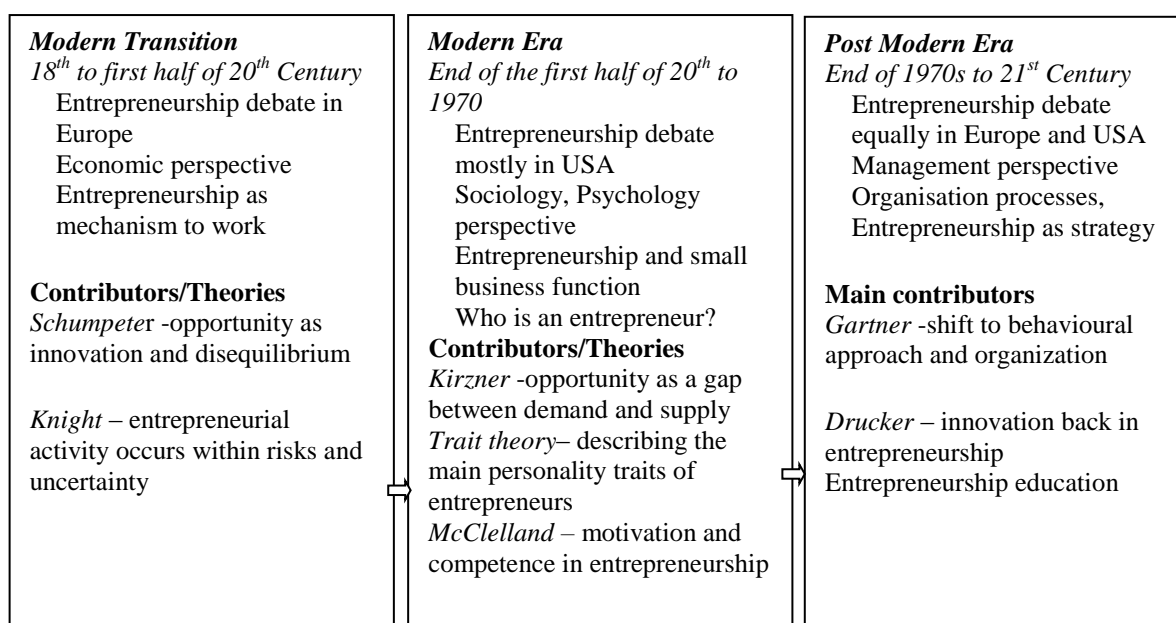 Modern Transition
18th to first half of 20th Century
Entrepreneurship debate in
Europe
Economic perspective
Entrepreneurship as
mechanism to work
Contributors/Theories
Schumpeter -opportunity as
innovation and disequilibrium
Knight – entrepreneurial
activity occurs within risks and
uncertainty
Modern Era
End of the first half of 20th to
1970
Entrepreneurship debate
mostly in USA
Sociology, Psychology
perspective
Entrepreneurship and small
business function
Who is an entrepreneur?
Contributors/Theories
Kirzner -opportunity as a gap
between demand and supply
Trait theory– describing the
main personality traits of
entrepreneurs
McClelland – motivation and
competence in entrepreneurship
Post Modern Era
End of 1970s to 21st Century
Entrepreneurship debate
equally in Europe and USA
Management perspective
Organisation processes,
Entrepreneurship as strategy
Main contributors
Gartner -shift to behavioural
approach and organization
Drucker – innovation back in
entrepreneurship
Entrepreneurship education